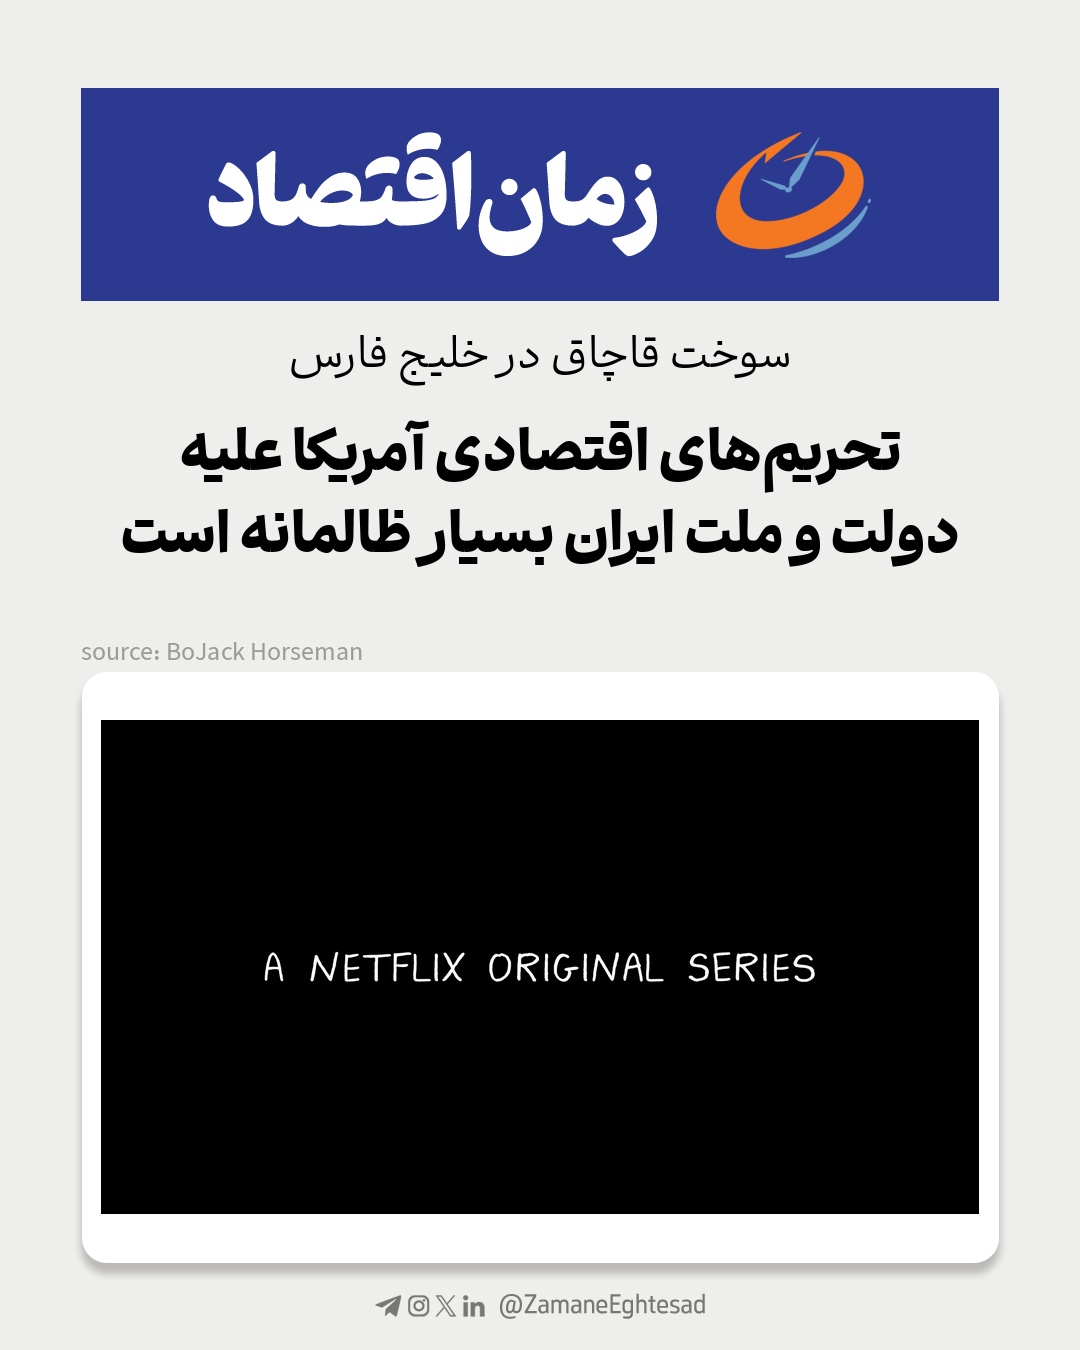 زمان‌اقتصاد
سوخت قاچاق در خلیج فارس
تحریم‌های اقتصادی آمریکا علیه
دولت و ملت ایران بسیار ظالمانه است
source: BoJack Horseman
A NETFLIX ORIGINAL SERIES
@ZamaneEghtesad